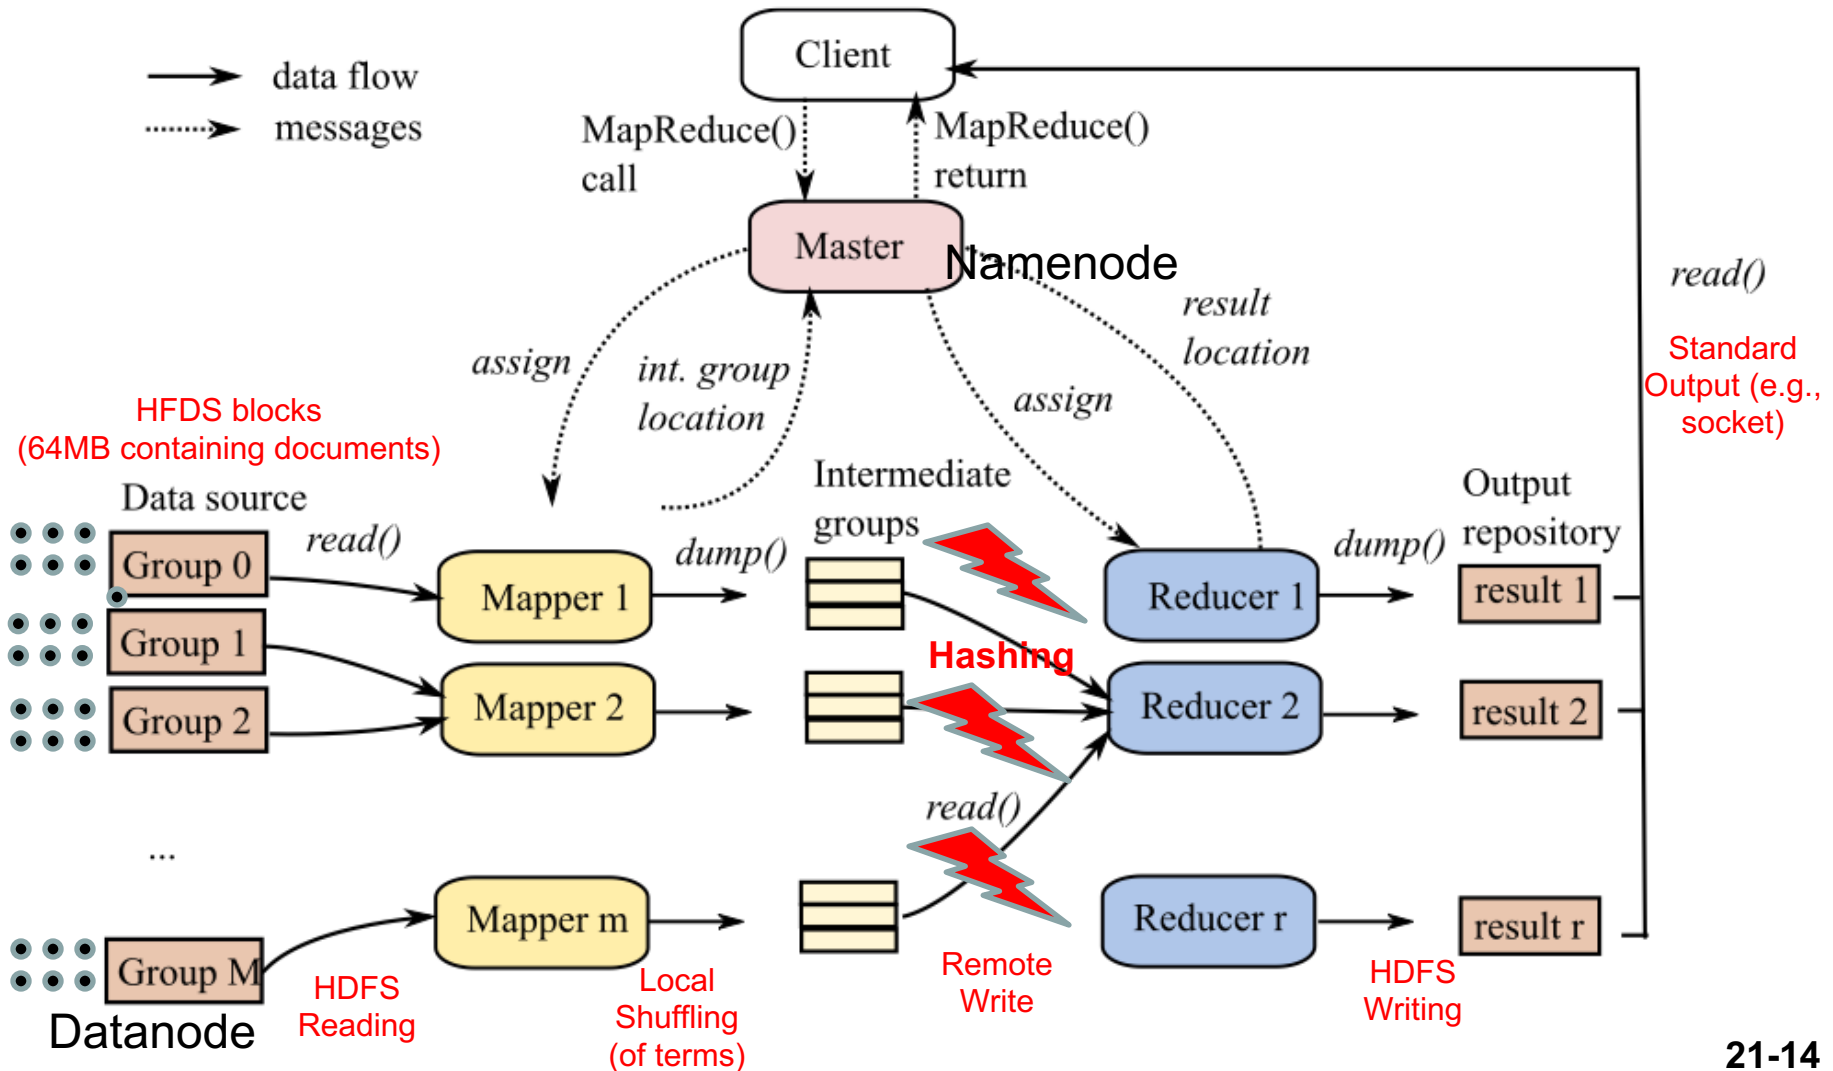 Client
data flow
messages
MapReduce()
call
MapReduce()
return
Master
Namenode
read()
Standard
Output (e.g.,
socket)
assign
int. group
location
assign
result
location
HFDS blocks
(64MB containing documents)
Data source
read()
dump()
Intermediate
groups
dump()
Output
repository
Group 0
Mapper 1
Reducer 1
result 1
Group 1
Hashing
Group 2
Mapper 2
Reducer 2
result 2
read()
...
Group M
Mapper m
Reducer r
result r
HDFS
Reading
Local
Shuffling
(of terms)
Remote
Write
HDFS
Writing
Datanode
21-14